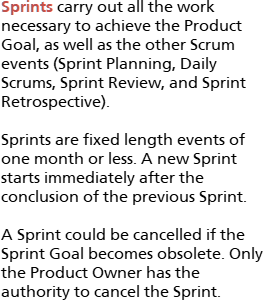 Sprints carry out all the work
necessary to achieve the Product
Goal, as well as the other Scrum
events (Sprint Planning, Daily
Scrums, Sprint Review, and Sprint
Retrospective).
Sprints are fixed length events of
one month or less. A new Sprint
starts immediately after the
conclusion of the previous Sprint.
A Sprint could be cancelled if the
Sprint Goal becomes obsolete. Only
the Product Owner has the
authority to cancel the Sprint.